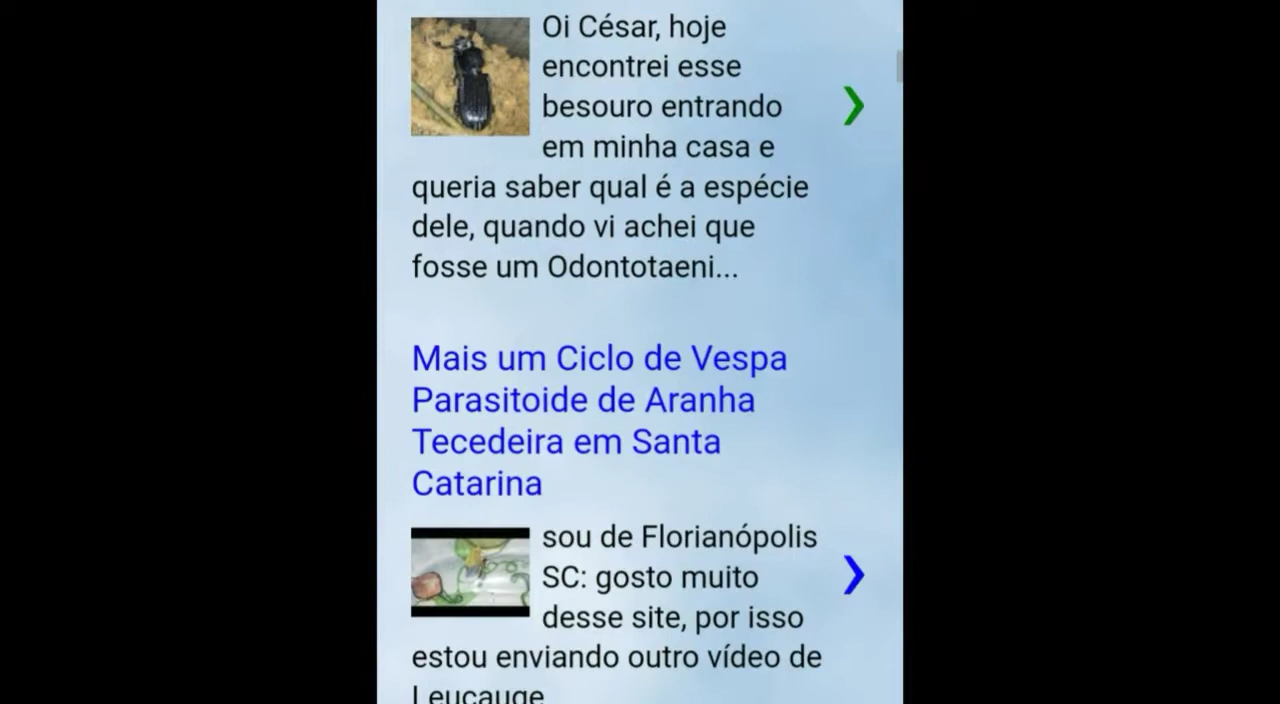 Oi César, hoje
encontrei esse
besouro entrando
em minha casa e
queria saber qual é a espécie
dele, quando vi achei que
fosse um Odontotaeni...
Mais um Ciclo de Vespa
Parasitoide de Aranha
Tecedeira em Santa
Catarina
sou de Florianópolis
SC: gosto muito
desse site, por isso
estou enviando outro vídeo de
Leucauge